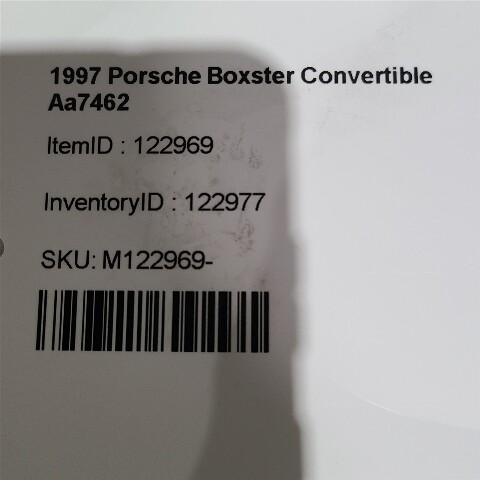 1997 Porsche Boxster Convertible
Aa7462
ItemID : 122969
InventoryID : 122977
SKU: M122969-